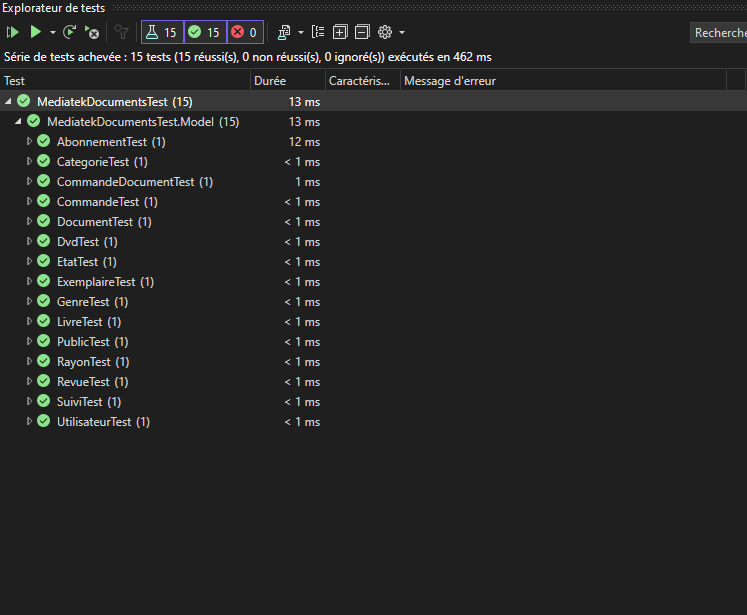 Explorateur de tests
15 15 0
Recherche
Série de tests achevée : 15 tests (15 réussi(s), 0 non réussi(s), 0 ignoré(s)) exécutés en 462 ms
Test Durée Caractéris... Message d'erreur
MediatekDocumentsTest (15) 13 ms
MediatekDocumentsTest.Model (15) 13 ms
AbonnementTest (1) 12 ms
CategorieTest (1) < 1 ms
CommandeDocumentTest (1) 1 ms
CommandeTest (1) < 1 ms
DocumentTest (1) < 1 ms
DvdTest (1) < 1 ms
EtatTest (1) < 1 ms
ExemplaireTest (1) < 1 ms
GenreTest (1) < 1 ms
LivreTest (1) < 1 ms
PublicTest (1) < 1 ms
RayonTest (1) < 1 ms
RevueTest (1) < 1 ms
SuiviTest (1) < 1 ms
UtilisateurTest (1) < 1 ms